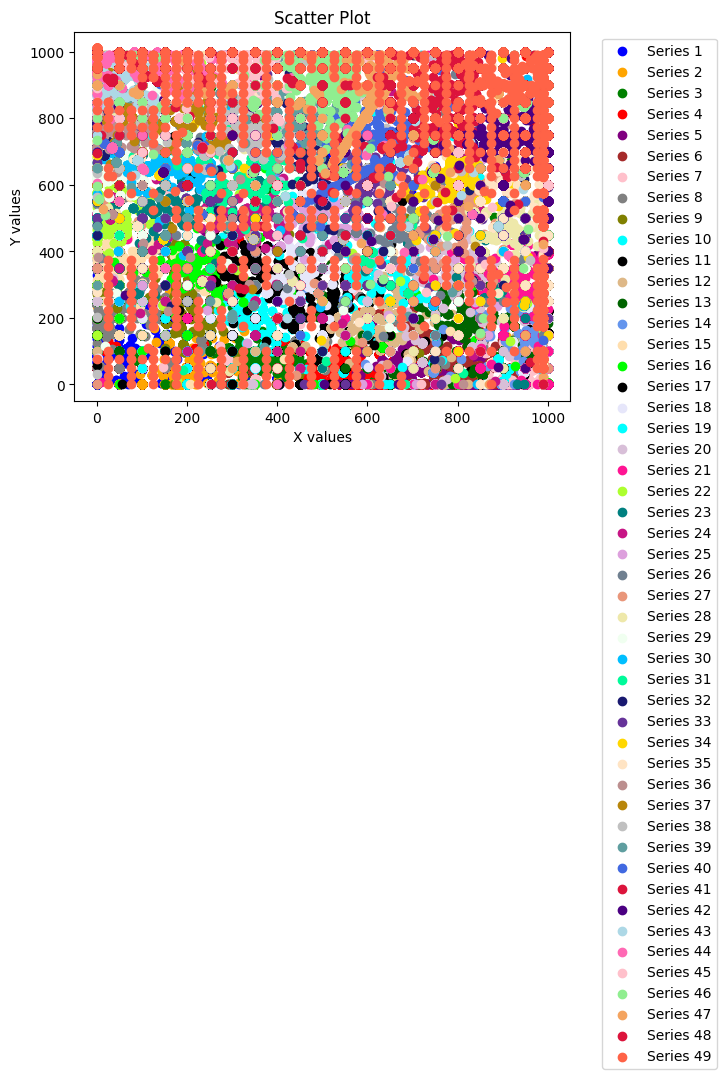 Scatter Plot
1000
800
600
400
200
0
Y values
0 200 400 600 800 1000
X values
Series 1
Series 2
Series 3
Series 4
Series 5
Series 6
Series 7
Series 8
Series 9
Series 10
Series 11
Series 12
Series 13
Series 14
Series 15
Series 16
Series 17
Series 18
Series 19
Series 20
Series 21
Series 22
Series 23
Series 24
Series 25
Series 26
Series 27
Series 28
Series 29
Series 30
Series 31
Series 32
Series 33
Series 34
Series 35
Series 36
Series 37
Series 38
Series 39
Series 40
Series 41
Series 42
Series 43
Series 44
Series 45
Series 46
Series 47
Series 48
Series 49